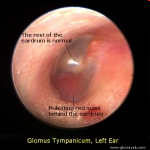 The rest of the
eardrum is normal
Pulsating red mass
behind the eardrum
Glomus Tympanicum, Left Ear